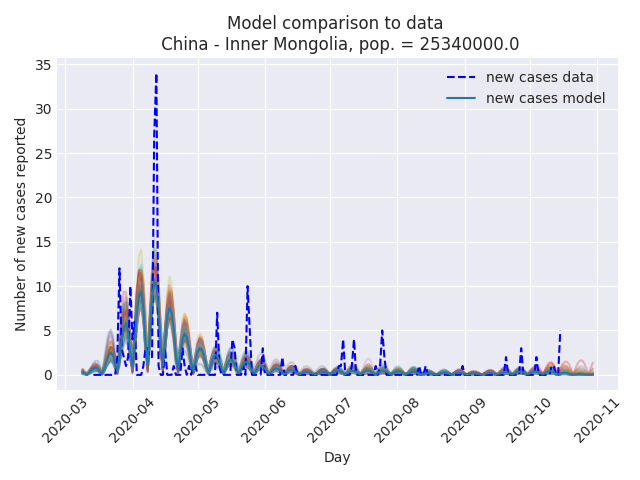 Model comparison to data
China - Inner Mongolia, pop. = 25340000.0
35
30
25
20
15
10
5
0
Number of new cases reported
new cases data
new cases model
2020-03
2020-04
2020-05
2020-06
2020-07
2020-08
2020-09
2020-10
2020-11
Day